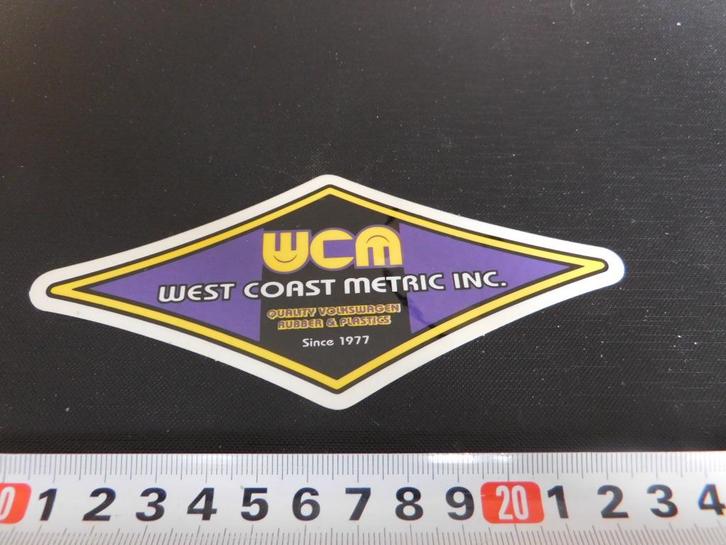 WCM
WEST COAST METRIC INC.
QUALITY VOLKSWAGEN
RUBBER & PLASTICS
Since 1977
0 1 2 3 4 5 6 7 8 9 20 1 2 3 4